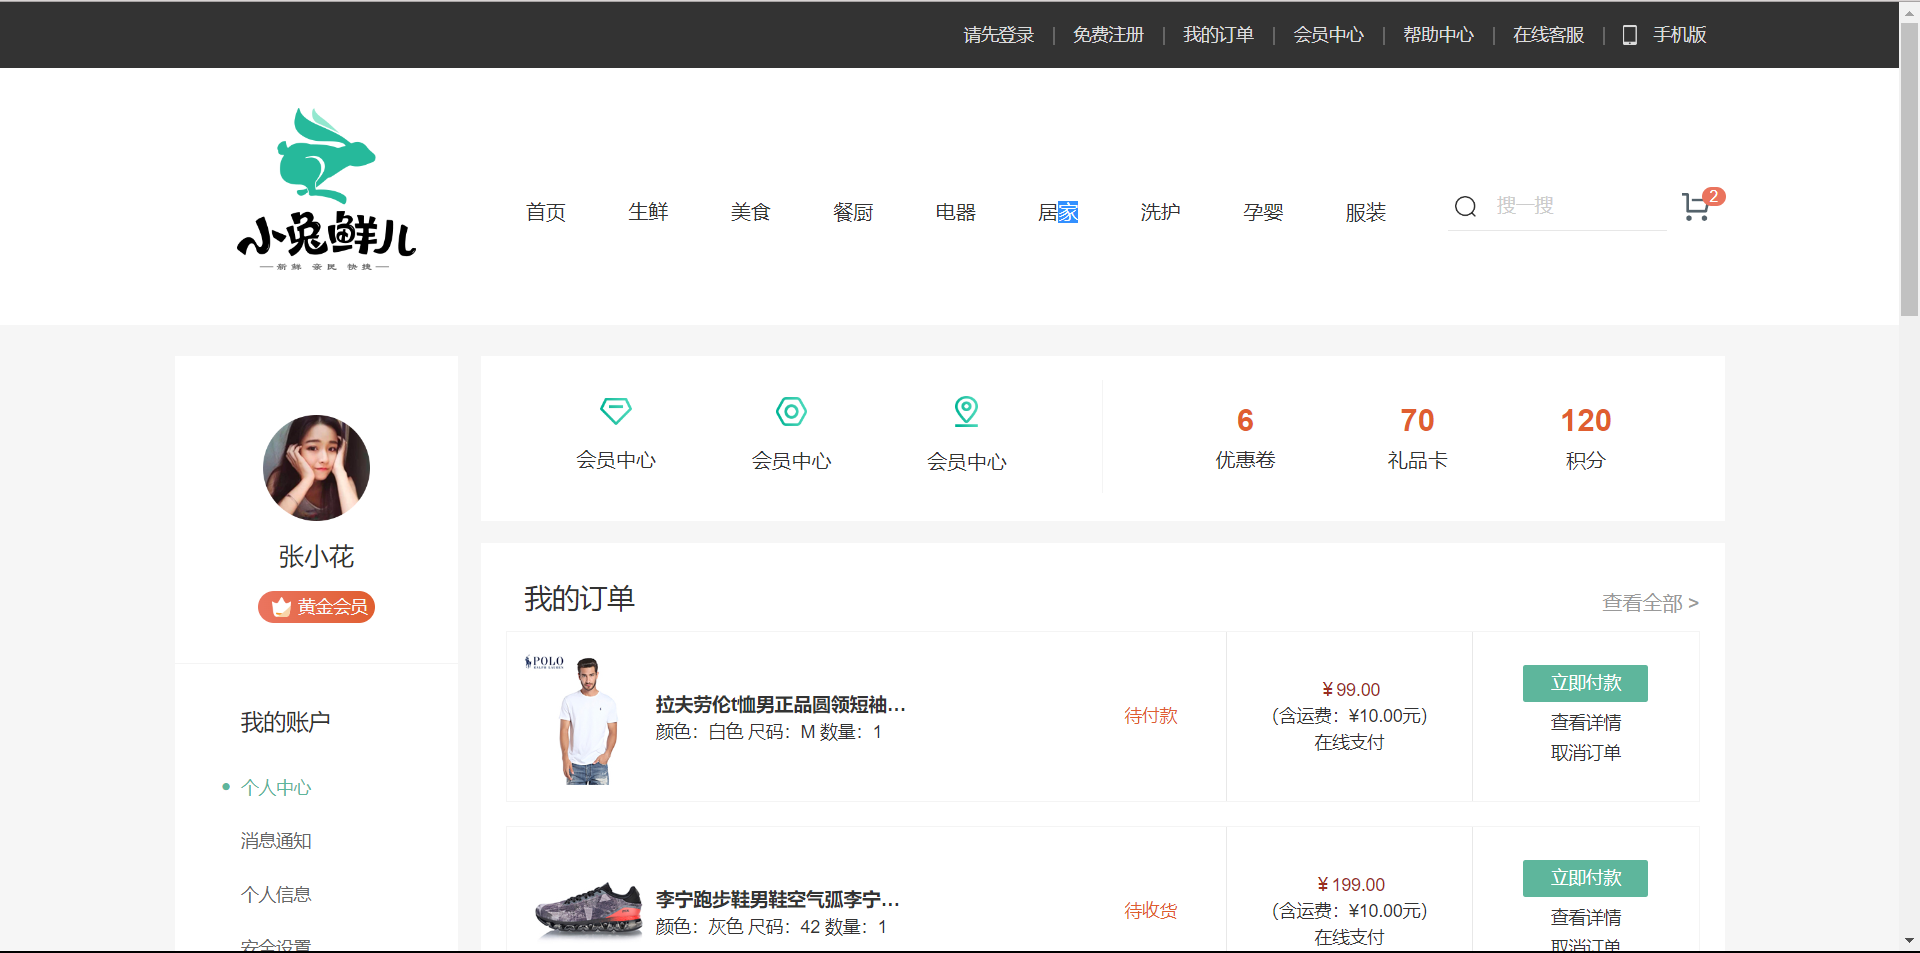 请先登录 | 免费注册 | 我的订单 | 会员中心 | 帮助中心 | 在线客服 | 手机版
小兔鲜儿
新鲜 亲民 快捷
首页 生鲜 美食 餐厨 电器 居家 洗护 孕婴 服装 搜一搜 2
张小花
黄金会员
我的账户
个人中心
消息通知
个人信息
安全设置
会员中心 会员中心 会员中心
6 70 120
优惠卷 礼品卡 积分
我的订单 查看全部 >
POLO
拉夫劳伦t恤男正品圆领短袖...
颜色：白色 尺码：M 数量：1
待付款
¥99.00
(含运费：¥10.00元)
在线支付
立即付款
查看详情
取消订单
李宁跑步鞋男鞋空气弧李宁...
颜色：灰色 尺码：42 数量：1
待收货
¥199.00
(含运费：¥10.00元)
在线支付
立即付款
查看详情
取消订单